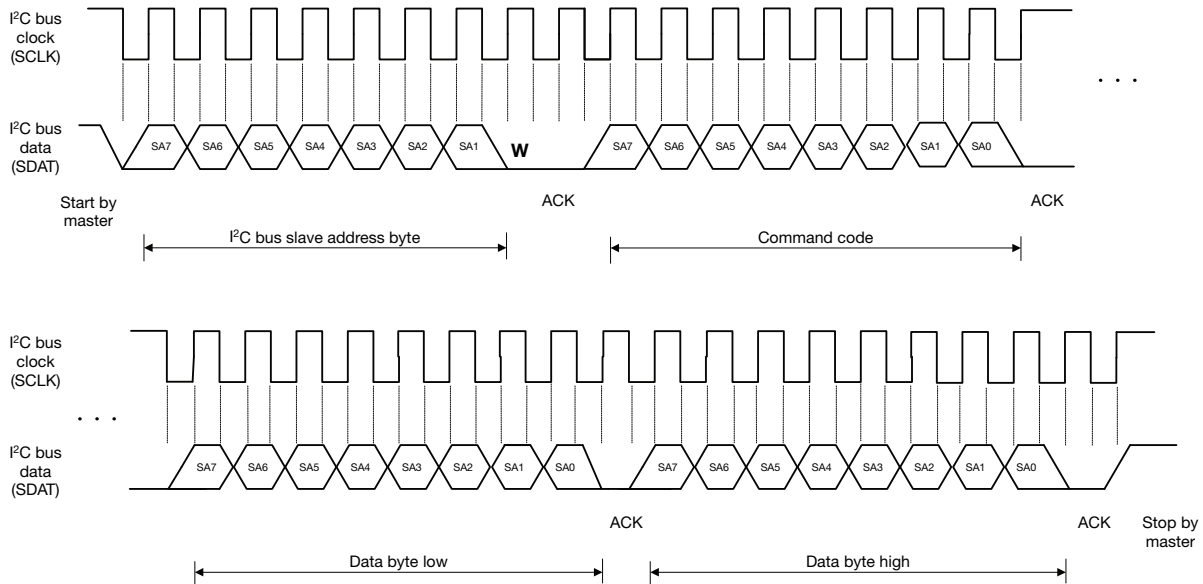 I²C bus
clock
(SCLK)
. . .
I²C bus
data
(SDAT)
SA7 SA6 SA5 SA4 SA3 SA2 SA1 W SA7 SA6 SA5 SA4 SA3 SA2 SA1 SA0
Start by
master
ACK ACK
I²C bus slave address byte Command code
I²C bus
clock
(SCLK)
. . .
I²C bus
data
(SDAT)
SA7 SA6 SA5 SA4 SA3 SA2 SA1 SA0 SA7 SA6 SA5 SA4 SA3 SA2 SA1 SA0
ACK ACK Stop by
master
Data byte low Data byte high